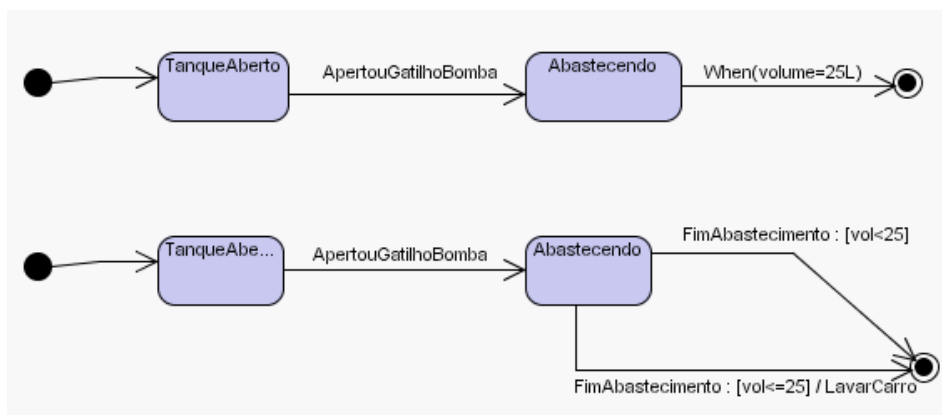 TanqueAberto
ApertouGatilhoBomba
Abastecendo
When(volume=25L)
TanqueAbe...
ApertouGatilhoBomba
Abastecendo
FimAbastecimento : [vol<25]
FimAbastecimento : [vol<=25] / LavarCarro